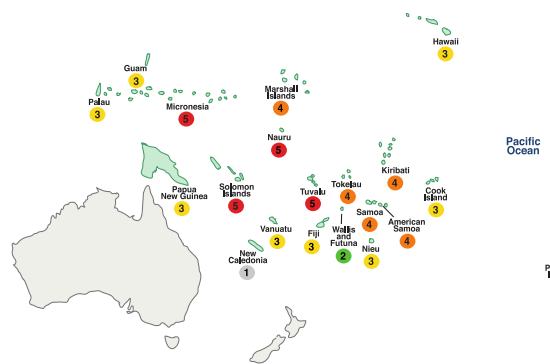 Hawaii
3
Guam
3
Palau
3
Micronesia
5
Marshall
Islands
4
Nauru
5
Pacific
Ocean
Papua
New Guinea
3
Solomon
Islands
5
Tuvalu
5
Tokelau
4
Kiribati
4
Cook
Island
3
Vanuatu
3
Fiji
3
Wallis
and
Futuna
2
Samoa
4
American
Samoa
4
Nieu
3
New
Caledonia
1
P
I